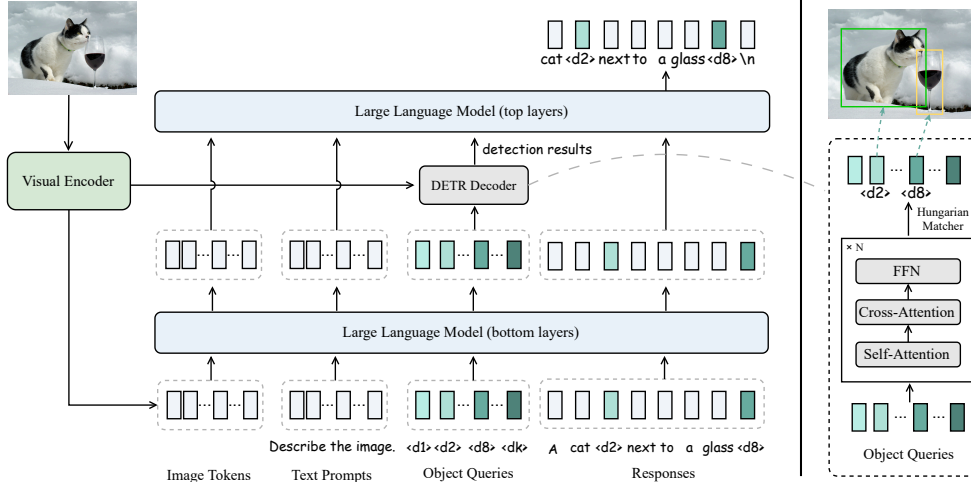 cat <d2> next to a glass <d8> \n
Large Language Model (top layers)
detection results
Visual Encoder
DETR Decoder
Large Language Model (bottom layers)
Describe the image.
<d1> <d2> <d8> <dk>
A cat <d2> next to a glass <d8>
Image Tokens
Text Prompts
Object Queries
Responses
<d2>
<d8>
Hungarian
Matcher
× N
FFN
Cross-Attention
Self-Attention
Object Queries